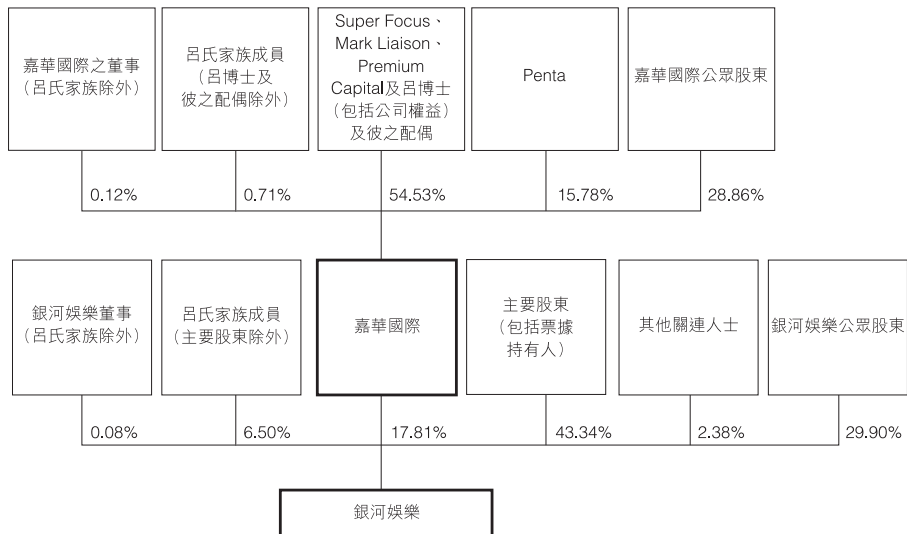 嘉華國際之董事
（呂氏家族除外）
呂氏家族成員
（呂博士及
彼之配偶除外）
Super Focus、
Mark Liaison、
Premium
Capital及呂博士
（包括公司權益）
及彼之配偶
Penta
嘉華國際公眾股東
0.12%
0.71%
54.53%
15.78%
28.86%
銀河娛樂董事
（呂氏家族除外）
呂氏家族成員
（主要股東除外）
嘉華國際
主要股東
（包括票據
持有人）
其他關連人士
銀河娛樂公眾股東
0.08%
6.50%
17.81%
43.34%
2.38%
29.90%
銀河娛樂